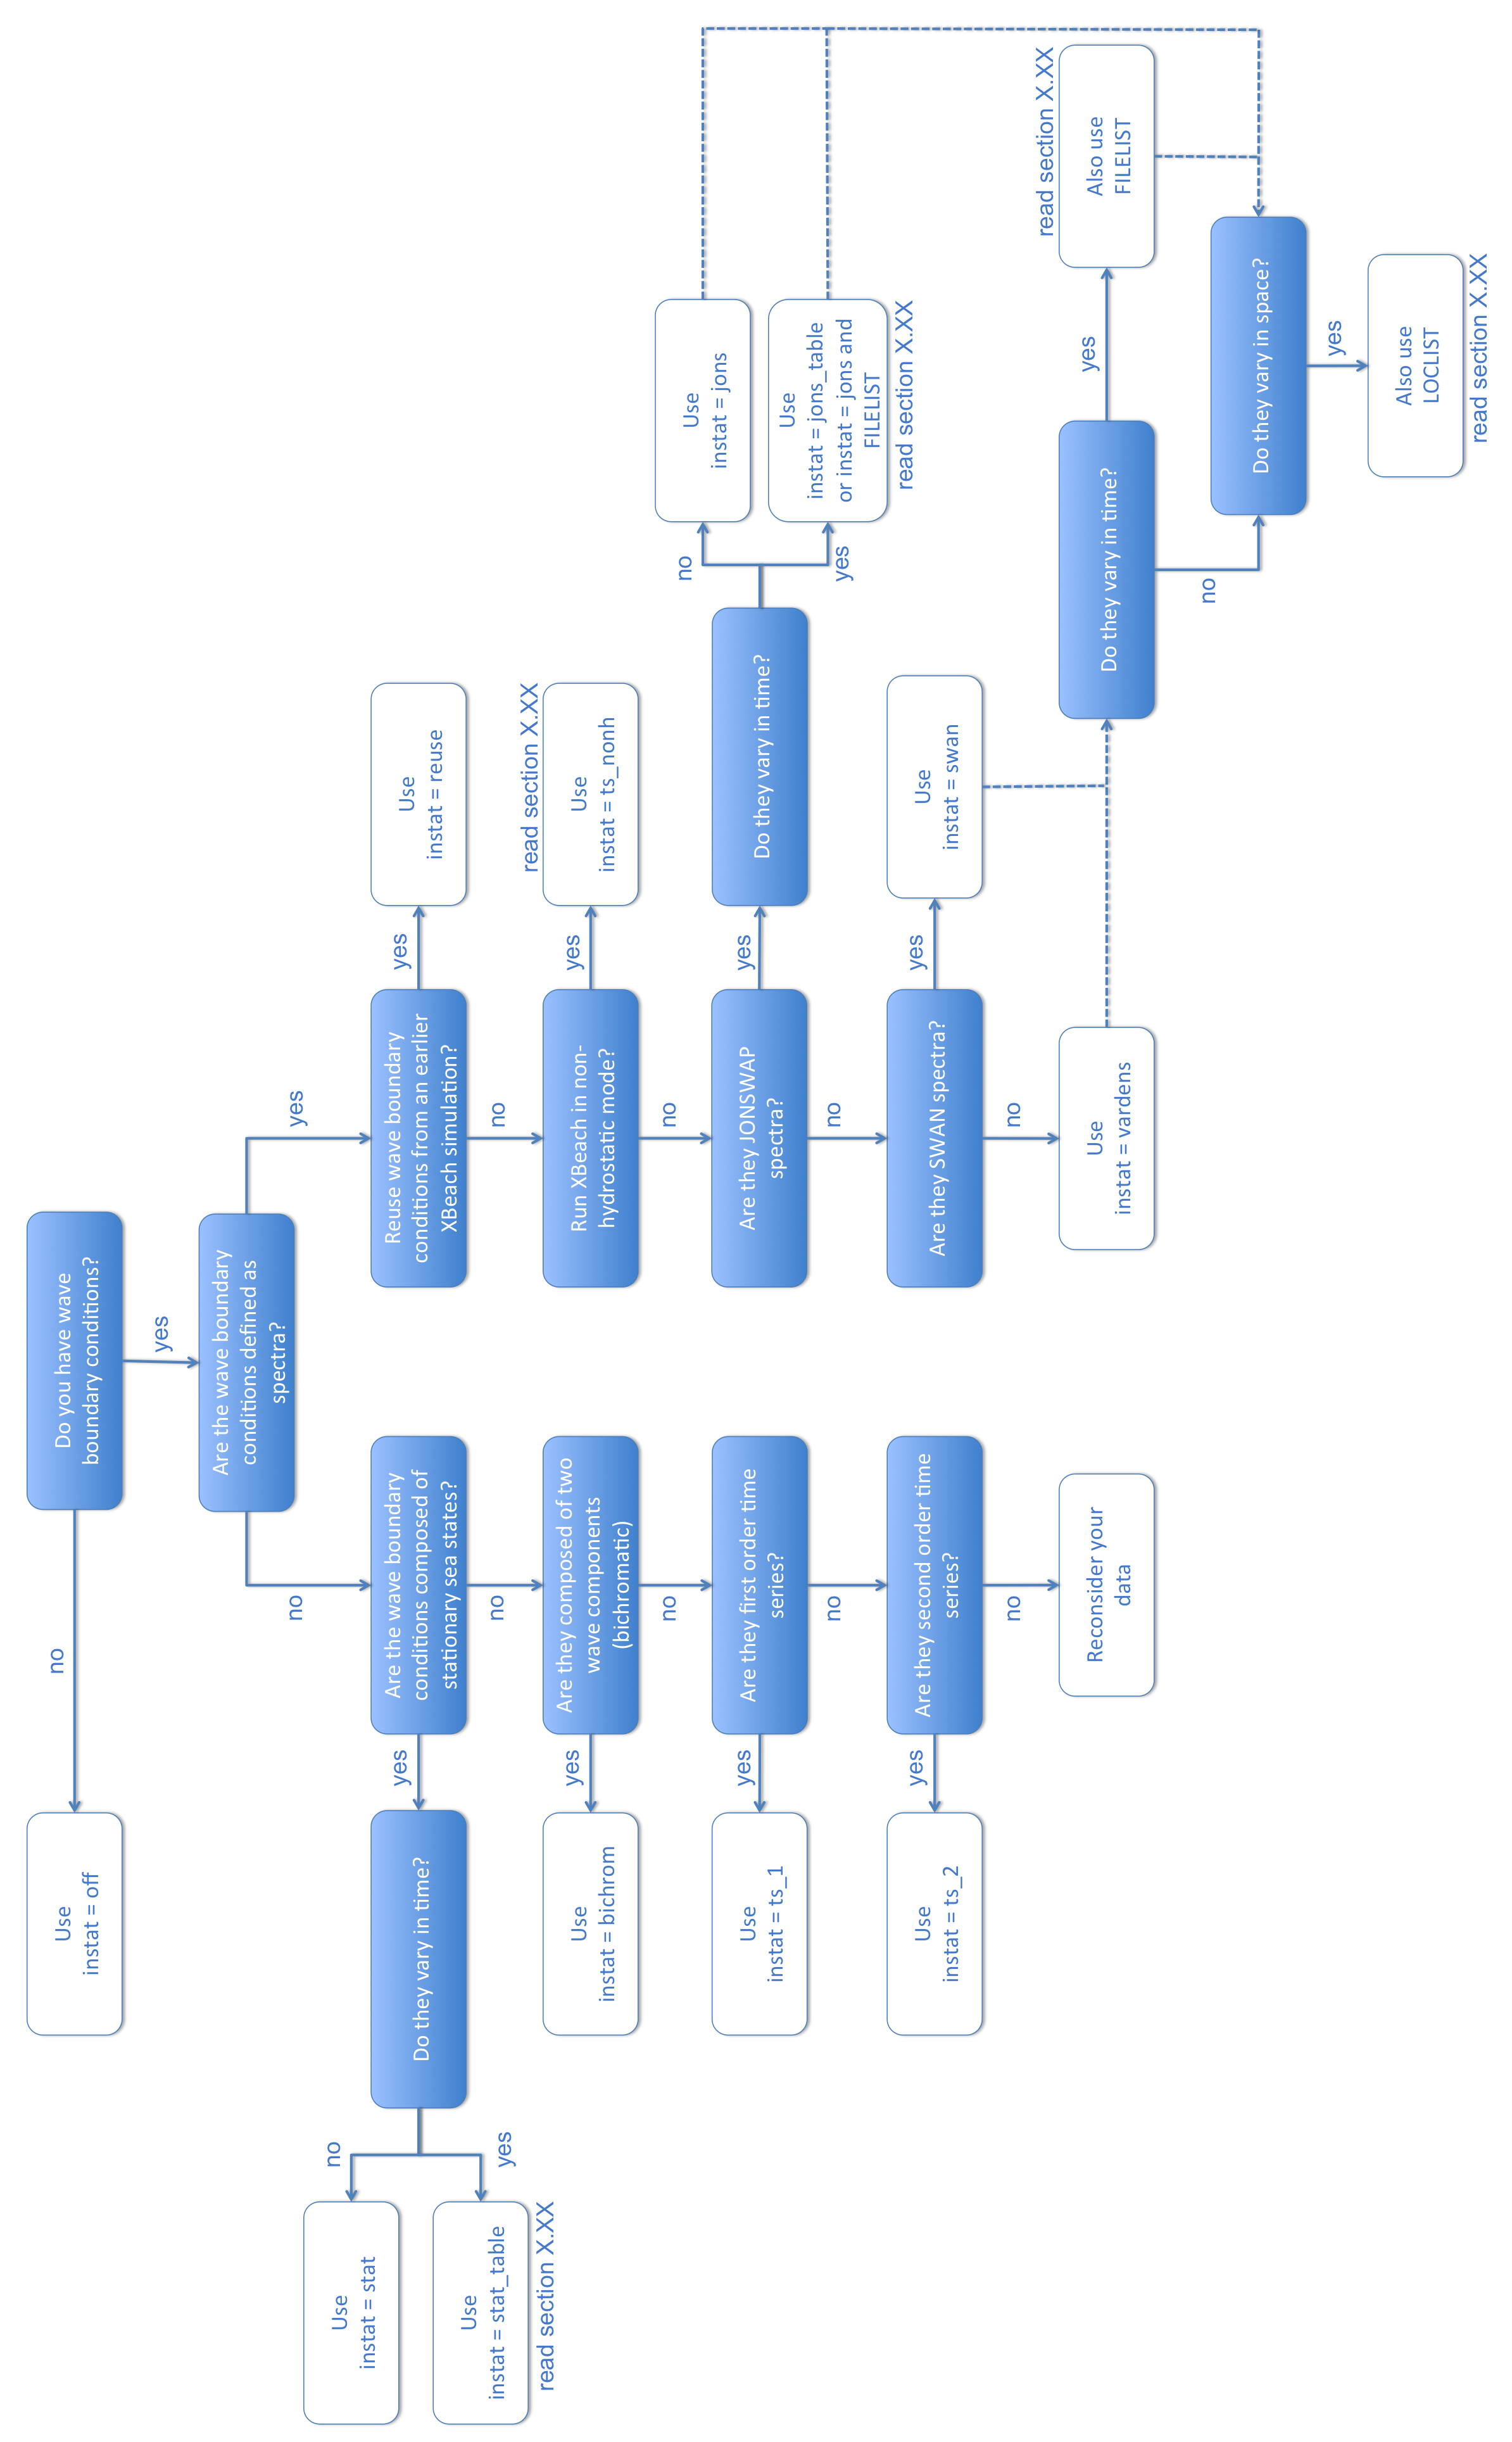 Do you have wave
boundary conditions?
no
Use
instat = off
yes
Are the wave boundary
conditions defined as
spectra?
no
yes
Are the wave boundary
conditions composed of
stationary sea states?
yes
Do they vary in time?
no
Use
instat = stat
yes
Use
instat = stat_table
read section X.XX
no
Are they composed of two
wave components
(bichromatic)
yes
Use
instat = bichrom
no
Are they first order time
series?
yes
Use
instat = ts_1
no
Are they second order time
series?
yes
Use
instat = ts_2
no
Reconsider your
data
Reuse wave boundary
conditions from an earlier
XBeach simulation?
yes
Use
instat = reuse
no
Run XBeach in non-
hydrostatic mode?
yes
read section X.XX
Use
instat = ts_nonh
no
Are they JONSWAP
spectra?
yes
Do they vary in time?
no
Use
instat = jons
yes
Use
instat = jons_table
or instat = jons and
FILELIST
read section X.XX
no
Are they SWAN spectra?
yes
Use
instat = swan
no
Use
instat = vardens
Do they vary in time?
yes
read section X.XX
Also use
FILELIST
no
Do they vary in space?
yes
Also use
LOCLIST
read section X.XX